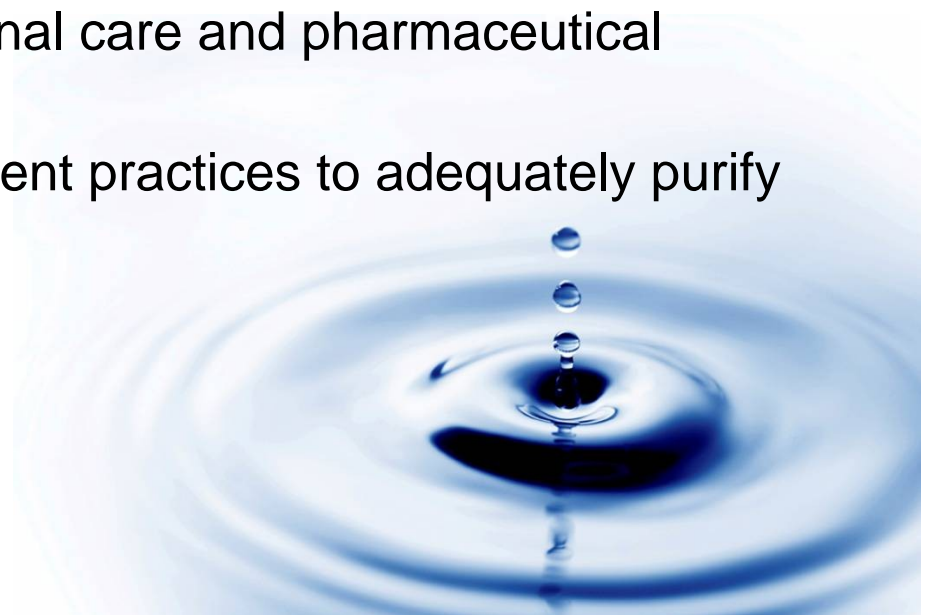 nal care and pharmaceutical
ent practices to adequately purify